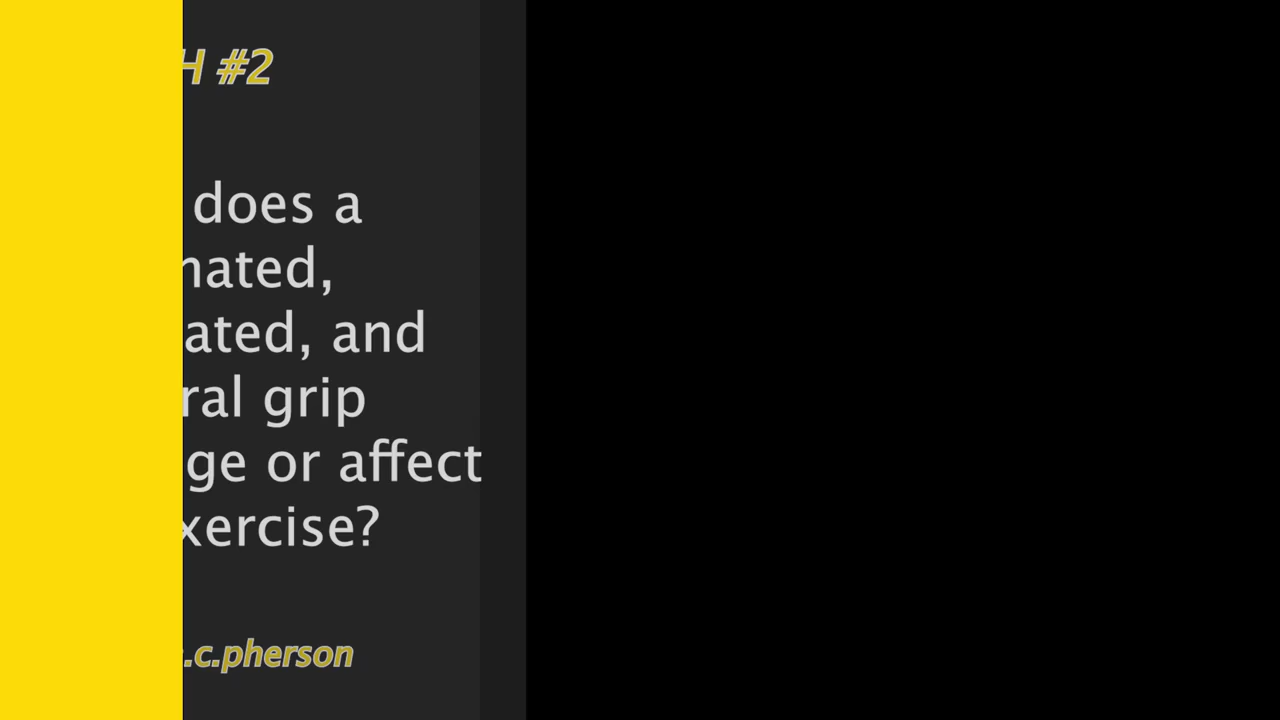 H #2
does a
nated,
ated, and
ral grip
ge or affect
xercise?
.c.pherson